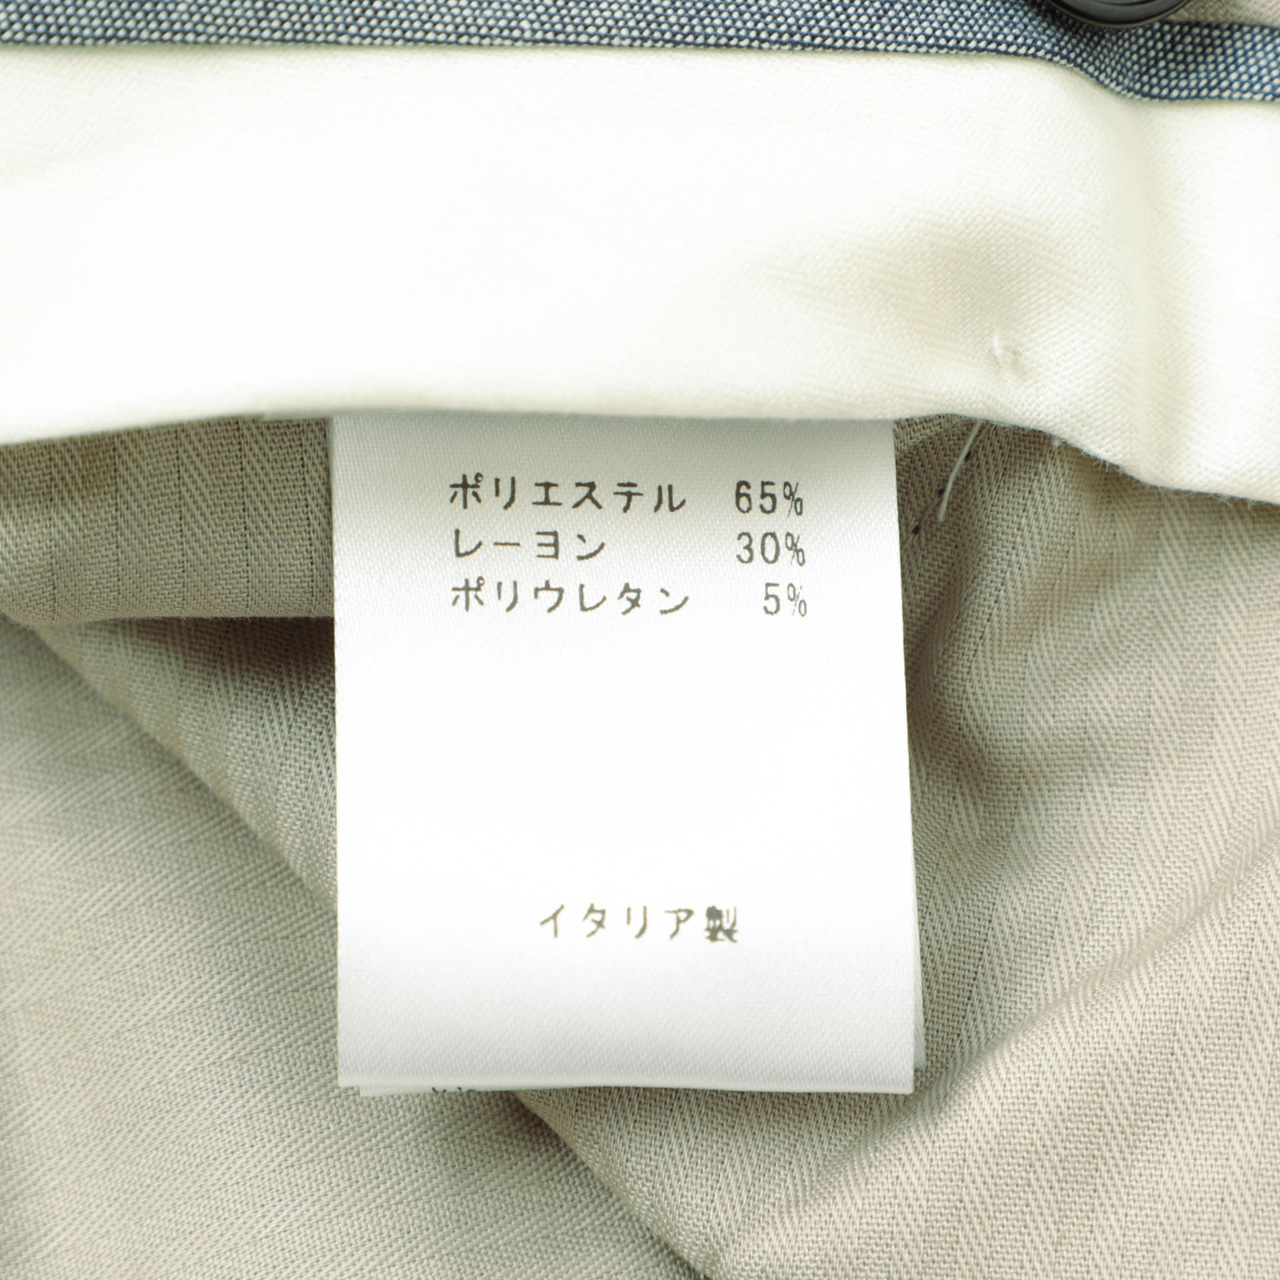 ポリエステル 65%
レーヨン 30%
ポリウレタン 5%
イタリア製